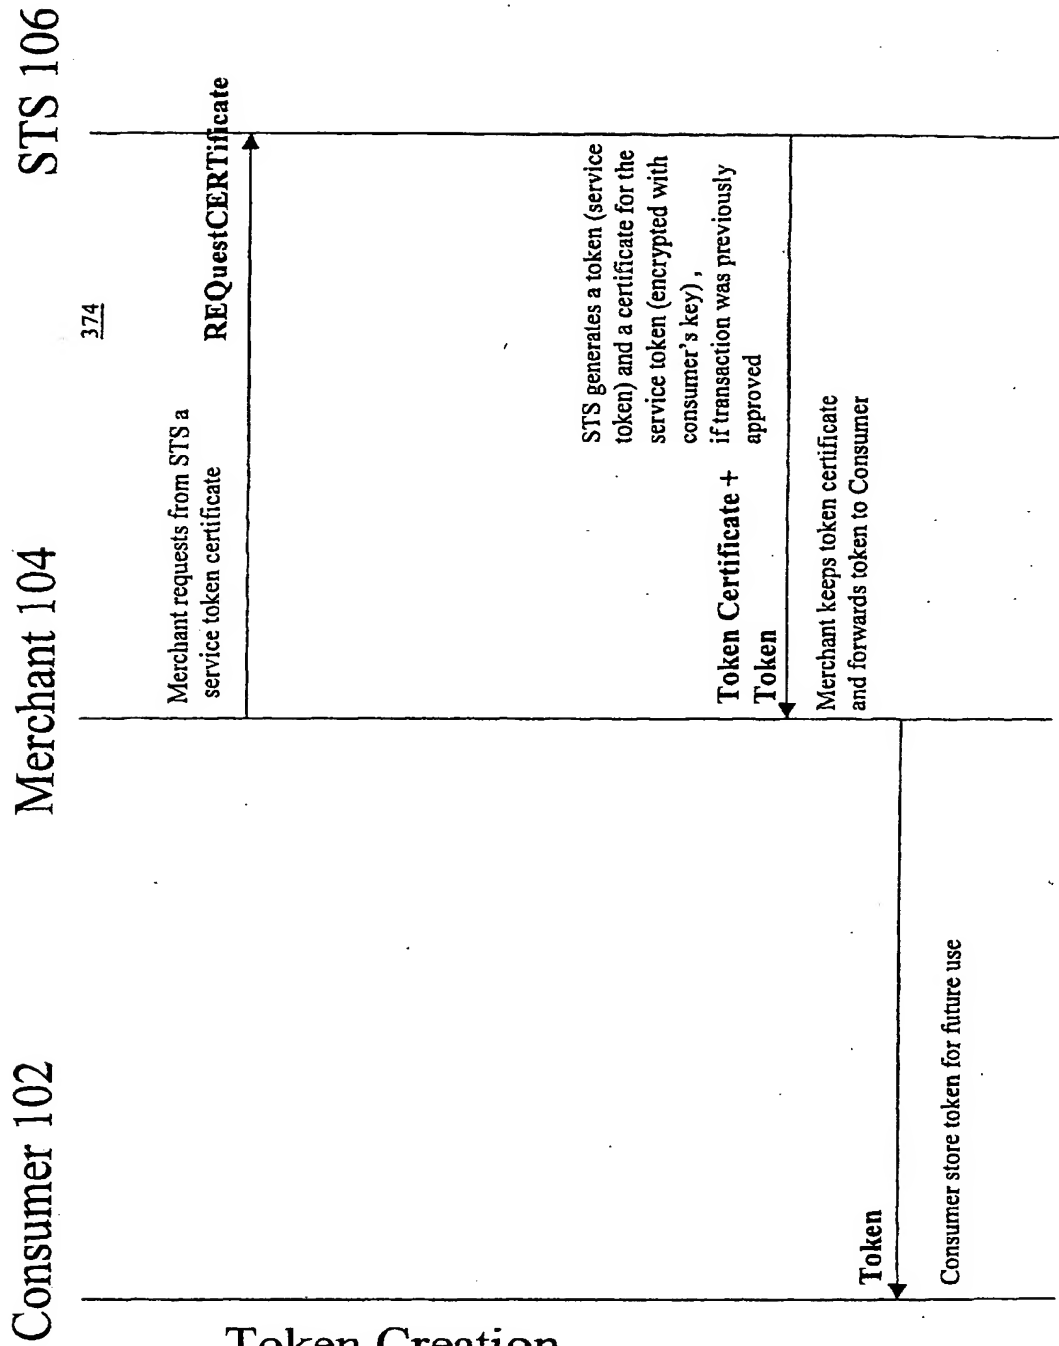 Consumer 102
Merchant 104
STS 106
374
Merchant requests from STS a
service token certificate
REQuestCERTificate
STS generates a token (service
token) and a certificate for the
service token (encrypted with
consumer's key) ,
if transaction was previously
approved
Token Certificate +
Token
Merchant keeps token certificate
and forwards token to Consumer
Token
Consumer store token for future use
Token Creation